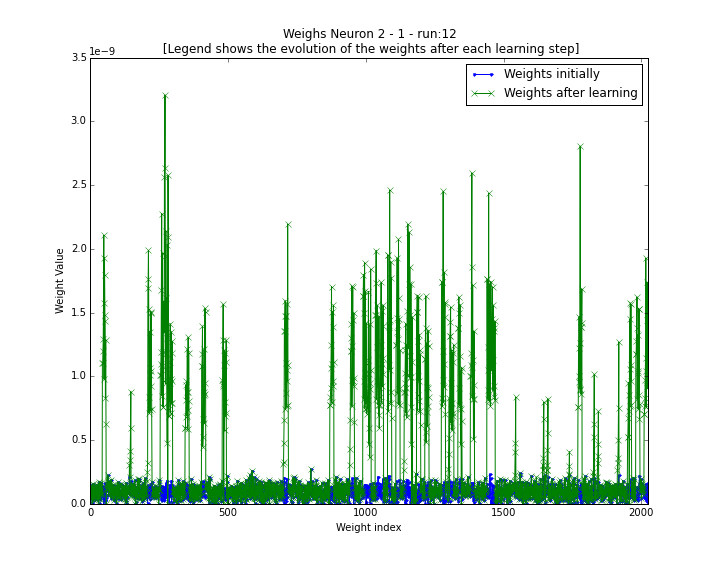 Weighs Neuron 2 - 1 - run:12
[Legend shows the evolution of the weights after each learning step]
1e−9
Weights initially
Weights after learning
3.5
3.0
2.5
2.0
1.5
1.0
0.5
0.0
Weight Value
0 500 1000 1500 2000
Weight index